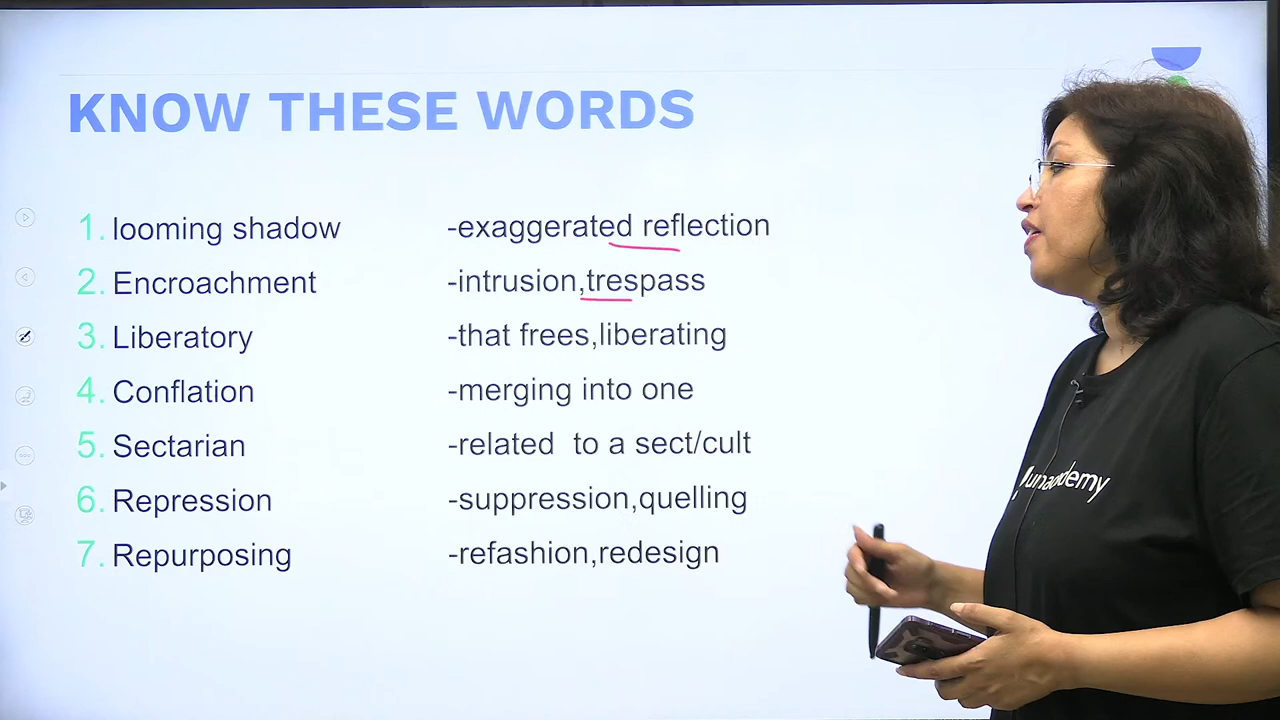 KNOW THESE WORDS
1. looming shadow -exaggerated reflection
2. Encroachment -intrusion,trespass
3. Liberatory -that frees,liberating
4. Conflation -merging into one
5. Sectarian -related to a sect/cult
6. Repression -suppression,quelling
7. Repurposing -refashion,redesign
unacademy